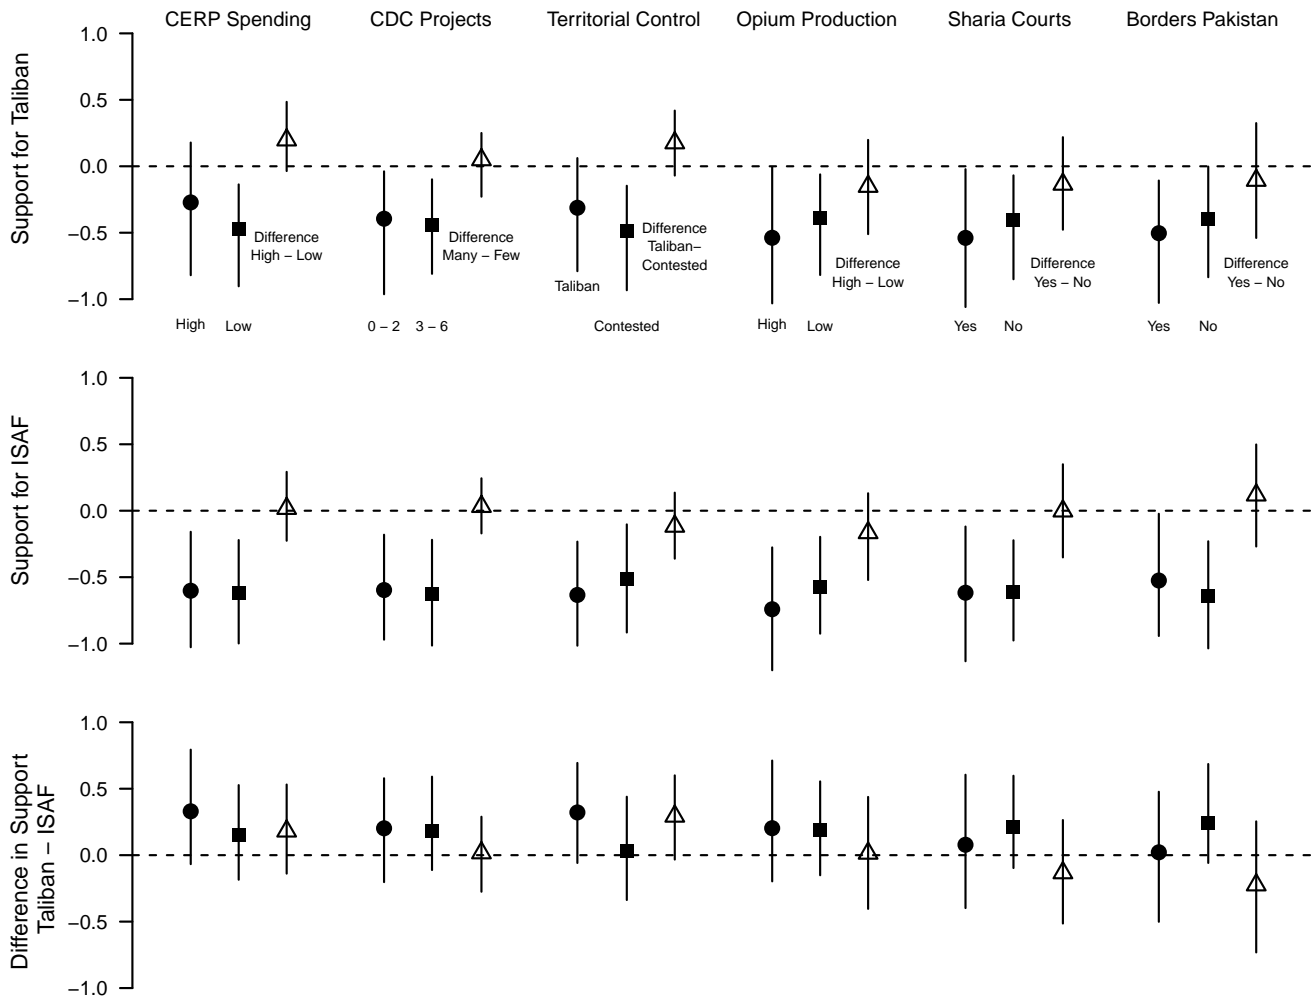 CERP Spending CDC Projects Territorial Control Opium Production Sharia Courts Borders Pakistan
Support for Taliban
1.0
0.5
0.0
−0.5
−1.0
Difference
High − Low
Difference
Many − Few
Difference
Taliban−
Contested
Difference
High − Low
Difference
Yes − No
Difference
Yes − No
Taliban
High Low 0 − 2 3 − 6 Contested High Low Yes No Yes No
Support for ISAF
1.0
0.5
0.0
−0.5
−1.0
Difference in Support
Taliban − ISAF
1.0
0.5
0.0
−0.5
−1.0